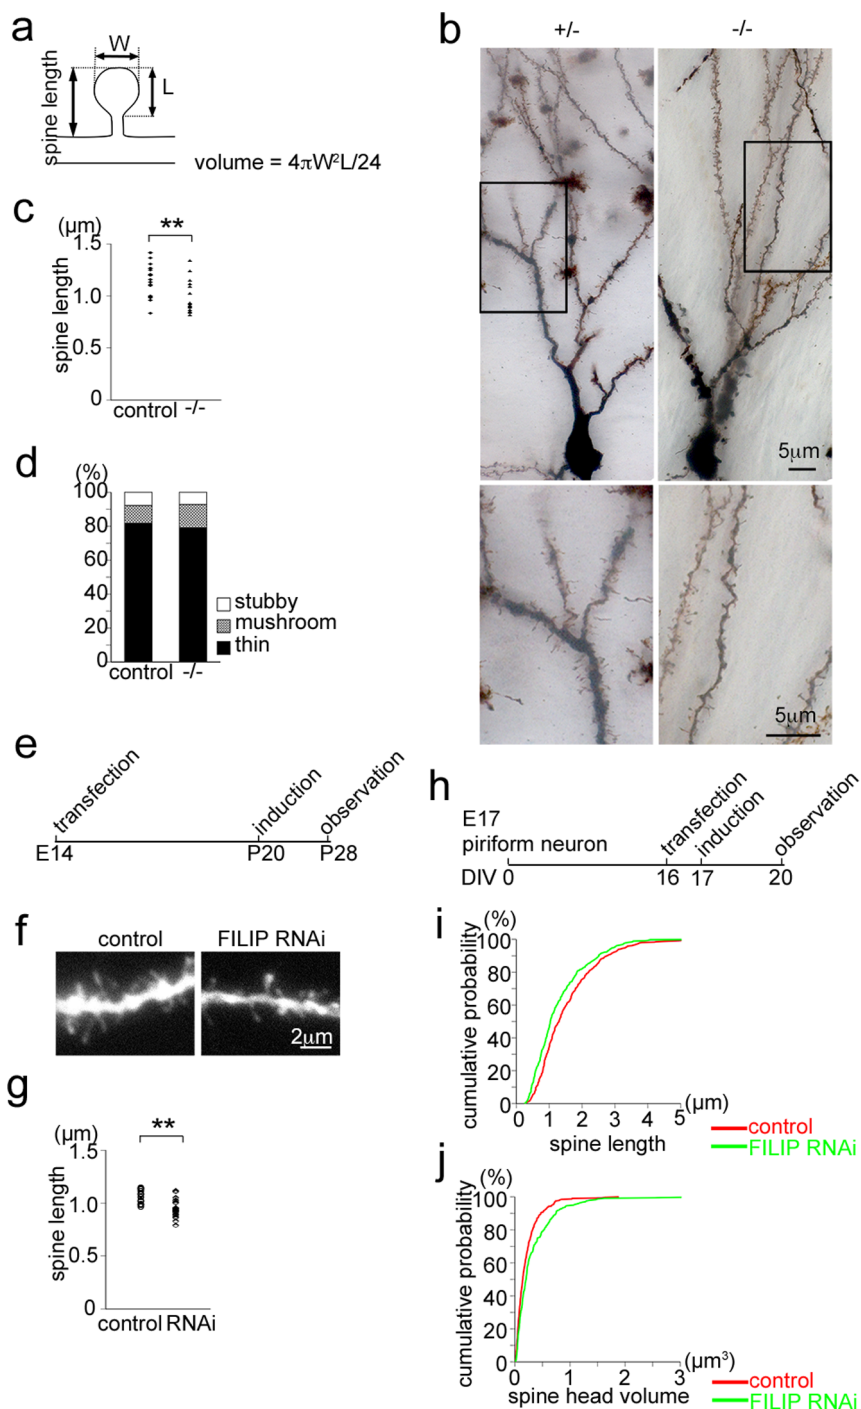 a
W
L
spine length
volume = 4πW²L/24
b
+/-
-/-
5μm
5μm
c
(μm)
**
1.5
1.0
0.5
0
spine length
control -/-
d
(%)
100
80
60
40
20
0
stubby
mushroom
thin
control -/-
e
transfection
induction
observation
E14
P20
P28
f
control
FILIP RNAi
2μm
g
(μm)
**
1.5
1.0
0.5
0
spine length
control RNAi
h
E17
piriform neuron
transfection
induction
observation
DIV 0
16
17
20
i
(%)
100
80
60
40
20
0
cumulative probability
0 1 2 3 4 5 (μm)
spine length
control
FILIP RNAi
j
(%)
100
80
60
40
20
0
cumulative probability
0 1 2 3 (μm³)
spine head volume
control
FILIP RNAi